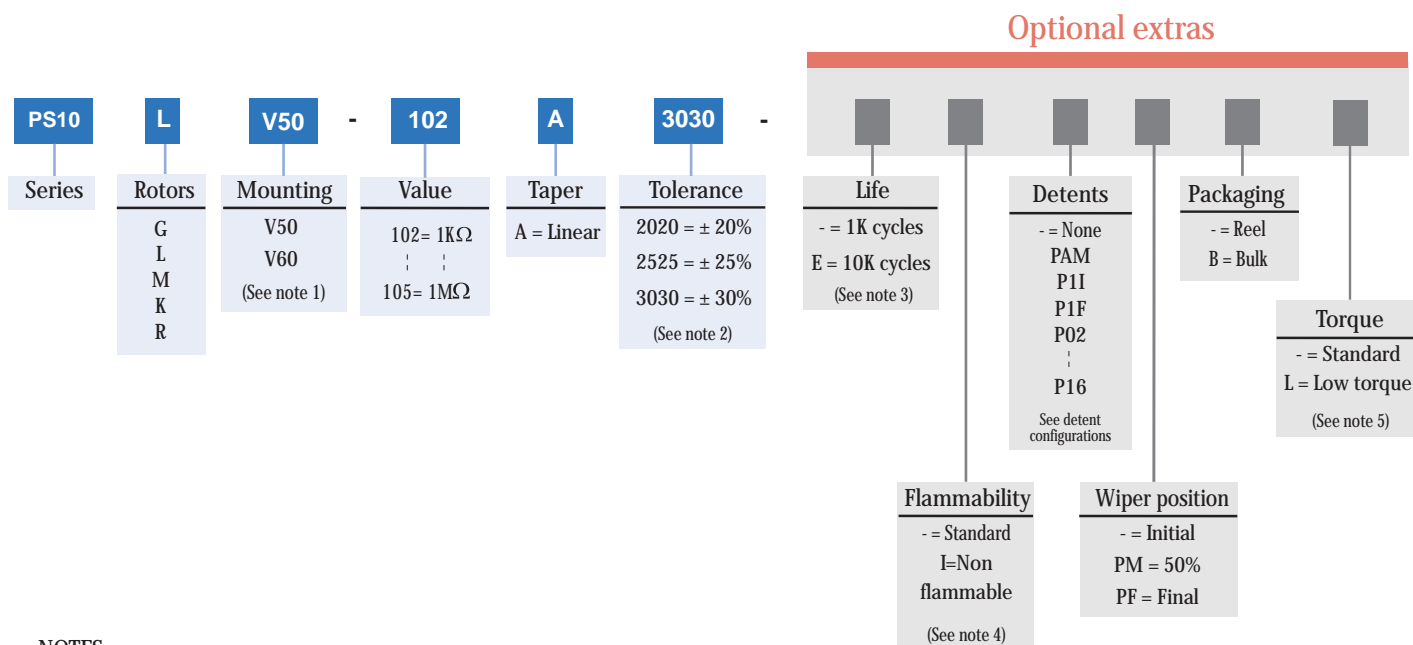 Optional extras
PS10 L V50 - 102 A 3030 -
Series
Rotors
G
L
M
K
R
Mounting
V50
V60
(See note 1)
Value
102= 1KΩ
105= 1MΩ
Taper
A = Linear
Tolerance
2020 = ± 20%
2525 = ± 25%
3030 = ± 30%
(See note 2)
Life
- = 1K cycles
E = 10K cycles
(See note 3)
Flammability
- = Standard
I=Non
flammable
(See note 4)
Detents
- = None
PAM
P1I
P1F
P02
P16
See detent
configurations
Wiper position
- = Initial
PM = 50%
PF = Final
Packaging
- = Reel
B = Bulk
Torque
- = Standard
L = Low torque
(See note 5)
NOTES